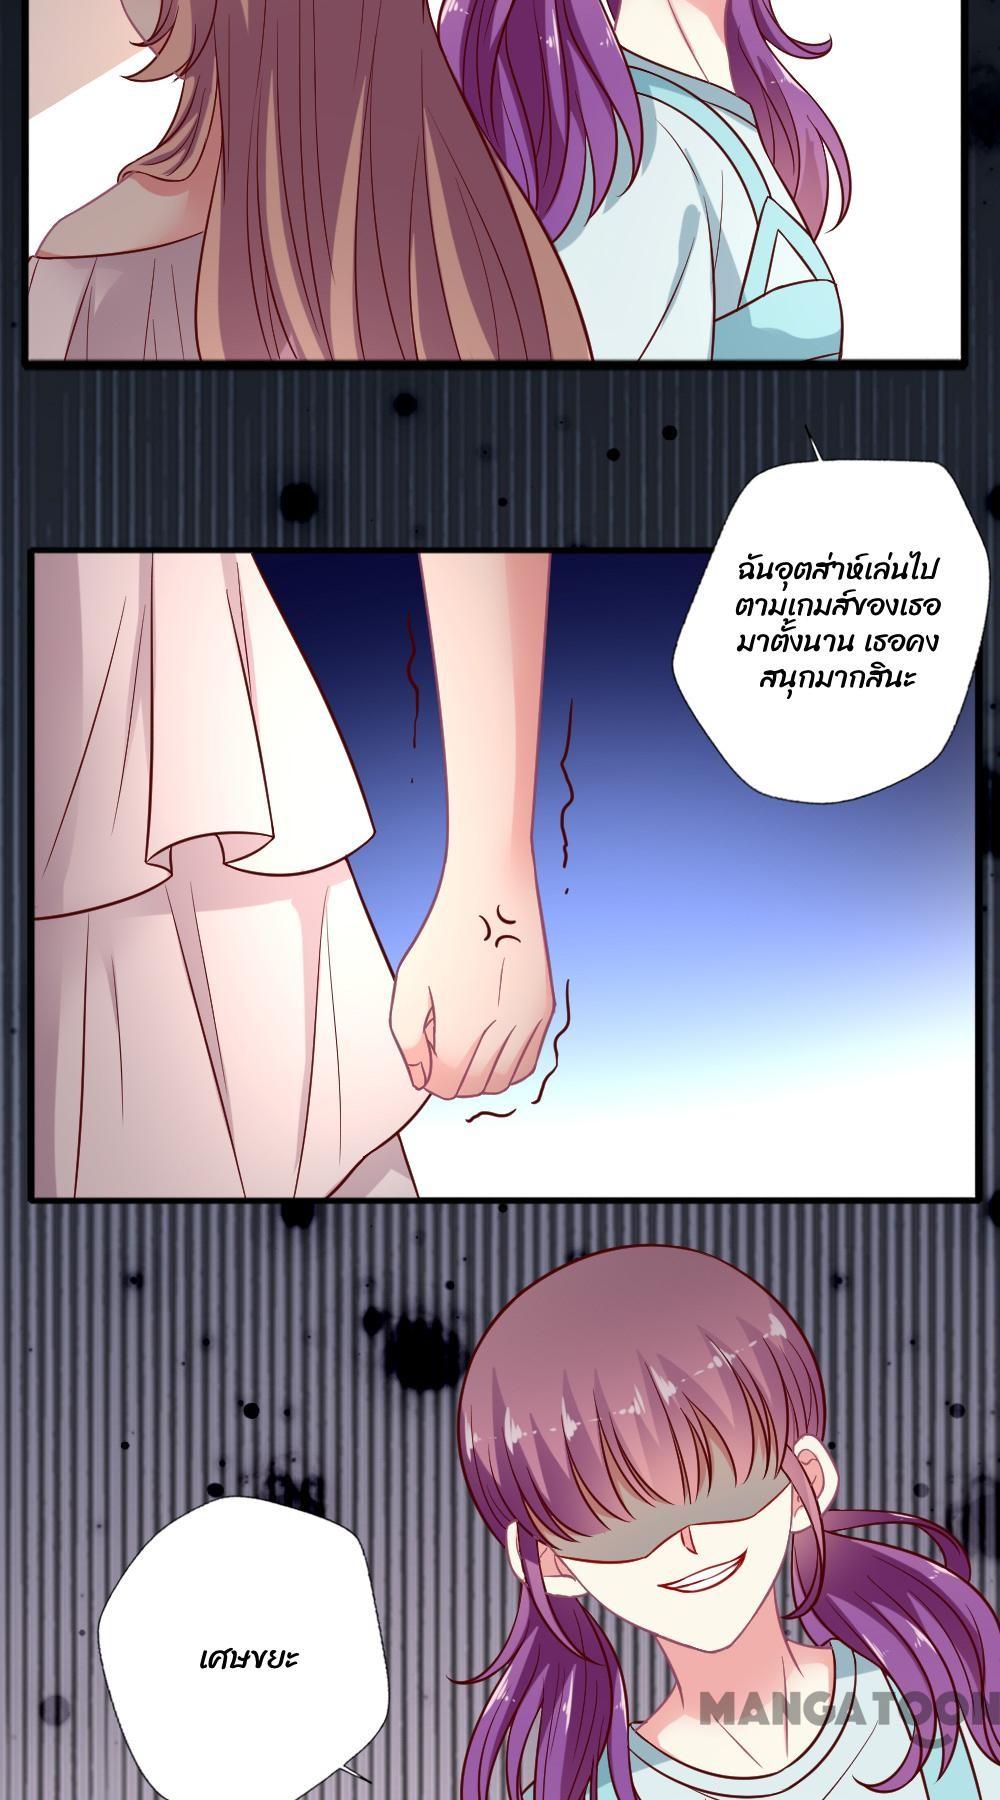 ฉันอุตส่าห์เล่นไป
ตามเกมส์ของเธอ
มาตั้งนาน เธอคง
สนุกมากสินะ
เศษขยะ
MANGATOON